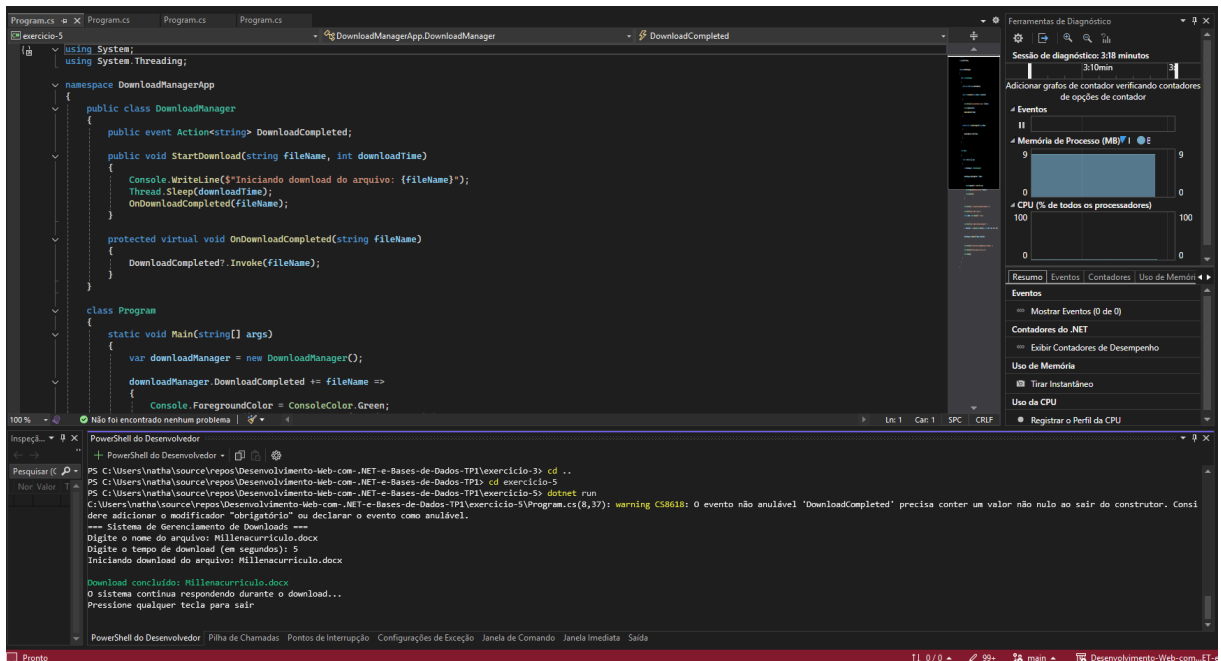 Program.cs Program.cs Program.cs Program.cs
exercicio-5 DownloadManagerApp.DownloadManager DownloadCompleted
using System;
using System.Threading;
namespace DownloadManagerApp
{
public class DownloadManager
{
public event Action<string> DownloadCompleted;
public void StartDownload(string fileName, int downloadTime)
{
Console.WriteLine($"Iniciando download do arquivo: {fileName}");
Thread.Sleep(downloadTime);
OnDownloadCompleted(fileName);
}
protected virtual void OnDownloadCompleted(string fileName)
{
DownloadCompleted?.Invoke(fileName);
}
}
class Program
{
static void Main(string[] args)
{
var downloadManager = new DownloadManager();
downloadManager.DownloadCompleted += fileName =>
{
Console.ForegroundColor = ConsoleColor.Green;
100 % Não foi encontrado nenhum problema Ln: 1 Car: 1 SPC CRLF
Ferramentas de Diagnóstico
Sessão de diagnóstico: 3:18 minutos
3:10min
Adicionar grafos de contador verificando contadores
de opções de contador
Eventos
Memória de Processo (MB)
9 9
0 0
CPU (% de todos os processadores)
100 100
0 0
Resumo Eventos Contadores Uso de Memóri
Eventos
Mostrar Eventos (0 de 0)
Contadores do .NET
Exibir Contadores de Desempenho
Uso de Memória
Tirar Instantâneo
Uso da CPU
Registrar o Perfil da CPU
Inspeçã...
Pesquisar (C
Nor Valor T
PowerShell do Desenvolvedor
PowerShell do Desenvolvedor
PS C:\Users\natha\source\repos\Desenvolvimento-Web-com-.NET-e-Bases-de-Dados-TP1\exercicio-3> cd ..
PS C:\Users\natha\source\repos\Desenvolvimento-Web-com-.NET-e-Bases-de-Dados-TP1> cd exercicio-5
PS C:\Users\natha\source\repos\Desenvolvimento-Web-com-.NET-e-Bases-de-Dados-TP1\exercicio-5> dotnet run
C:\Users\natha\source\repos\Desenvolvimento-Web-com-.NET-e-Bases-de-Dados-TP1\exercicio-5\Program.cs(8,37): warning CS8618: O evento não anulável 'DownloadCompleted' precisa conter um valor não nulo ao sair do construtor. Consi
dere adicionar o modificador "obrigatório" ou declarar o evento como anulável.
=== Sistema de Gerenciamento de Downloads ===
Digite o nome do arquivo: Millenacurriculo.docx
Digite o tempo de download (em segundos): 5
Iniciando download do arquivo: Millenacurriculo.docx
Download concluído: Millenacurriculo.docx
O sistema continua respondendo durante o download...
Pressione qualquer tecla para sair
PowerShell do Desenvolvedor Pilha de Chamadas Pontos de Interrupção Configurações de Exceção Janela de Comando Janela Imediata Saída
Pronto 0 / 0 99+ main Desenvolvimento-Web-com...ET-e